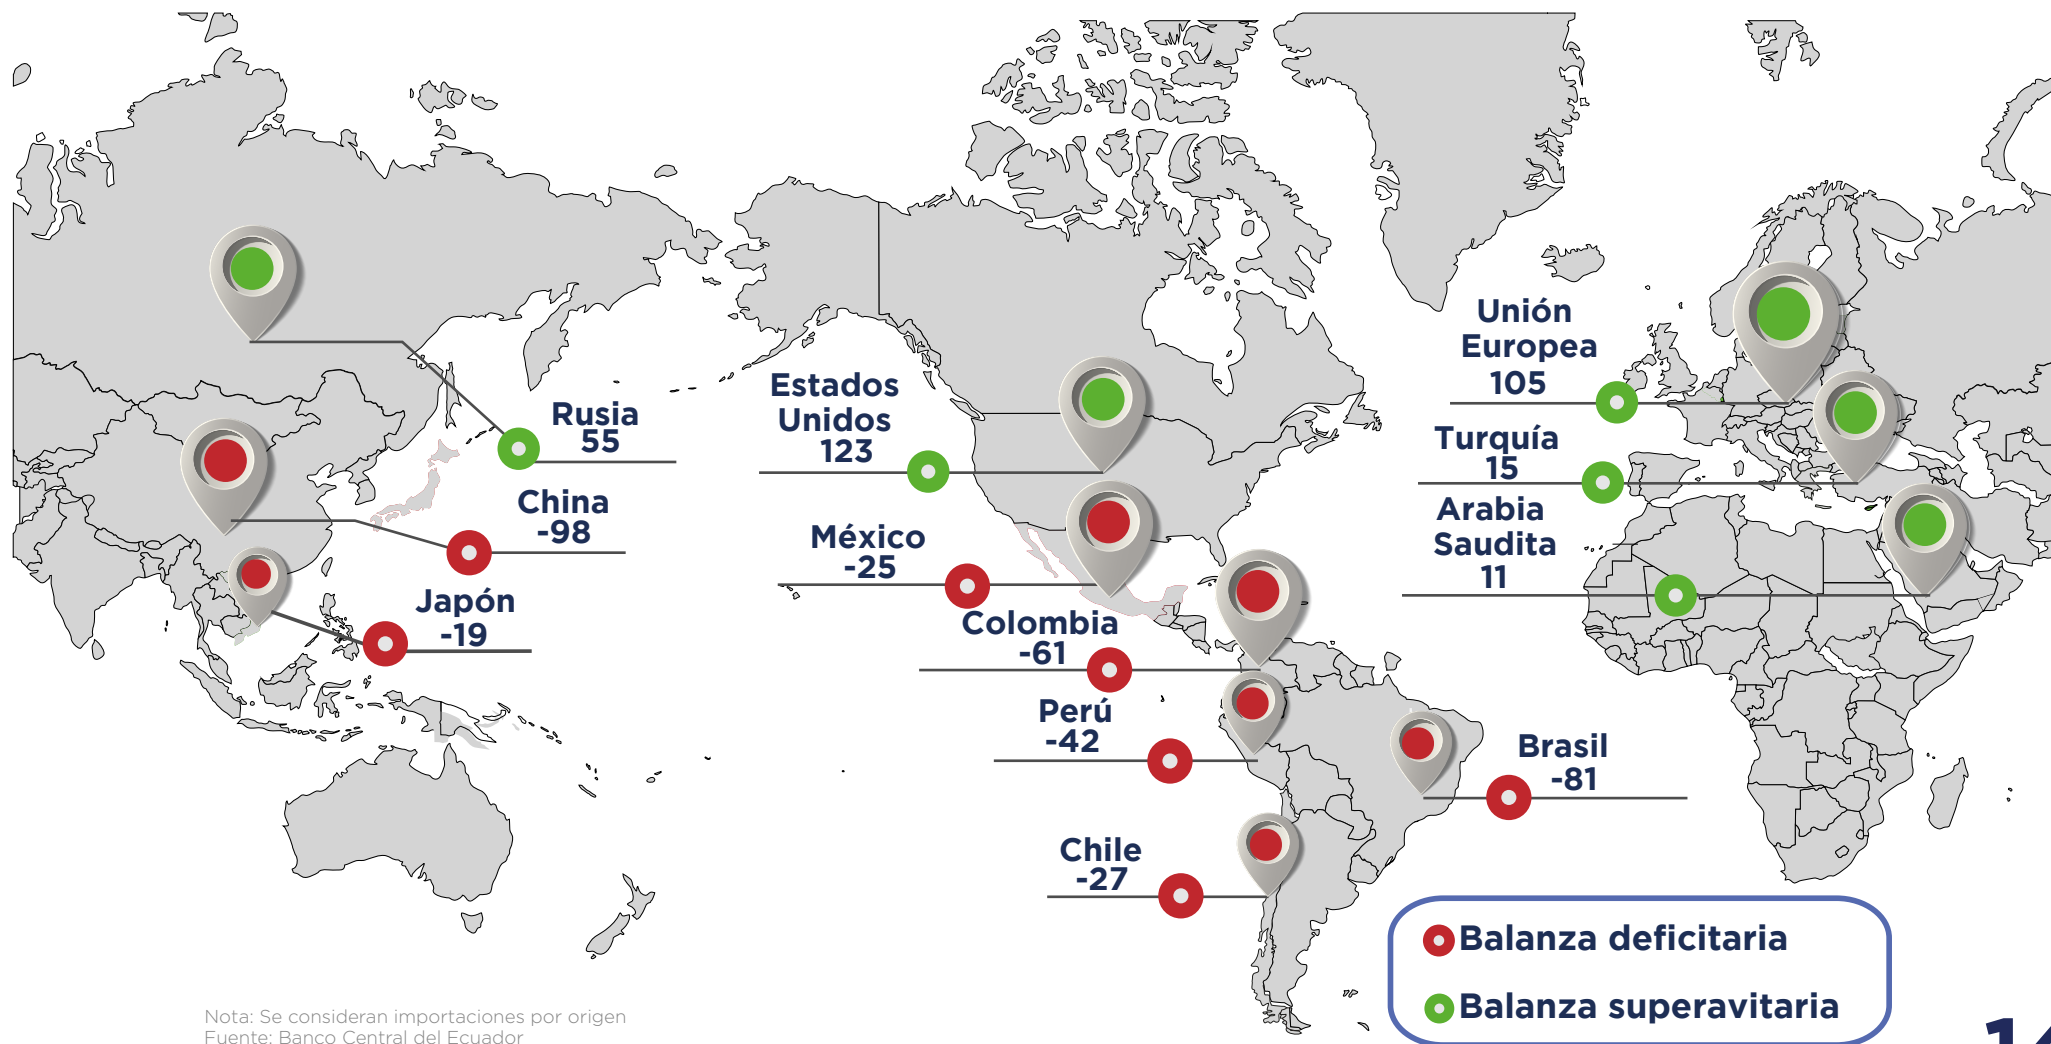 Rusia
55
China
-98
Japón
-19
Estados
Unidos
123
México
-25
Colombia
-61
Perú
-42
Chile
-27
Brasil
-81
Unión
Europea
105
Turquía
15
Arabia
Saudita
11
Balanza deficitaria
Balanza superavitaria
Nota: Se consideran importaciones por origen
Fuente: Banco Central del Ecuador